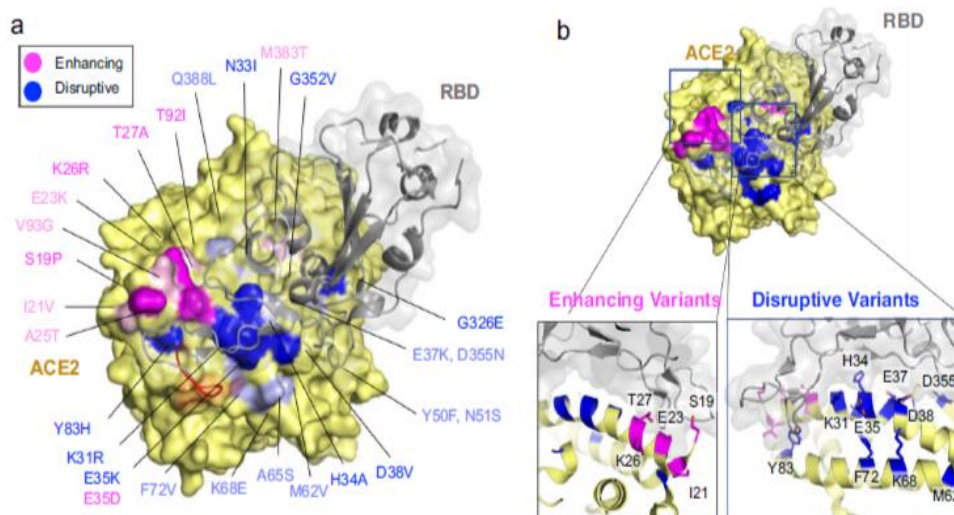 a
RBD
Enhancing
Disruptive
M383T
N33I
G352V
Q388L
T92I
T27A
K26R
E23K
V93G
S19P
I21V
A25T
ACE2
G326E
E37K, D355N
Y50F, N51S
Y83H
K31R
E35K
E35D
F72V
K68E
A65S
M62V
H34A
D38V
b
RBD
ACE2
Enhancing Variants
Disruptive Variants
T27
E23
S19
K26
I21
H34
E37
D355
K31
E35
D38
Y83
F72
K68
M62